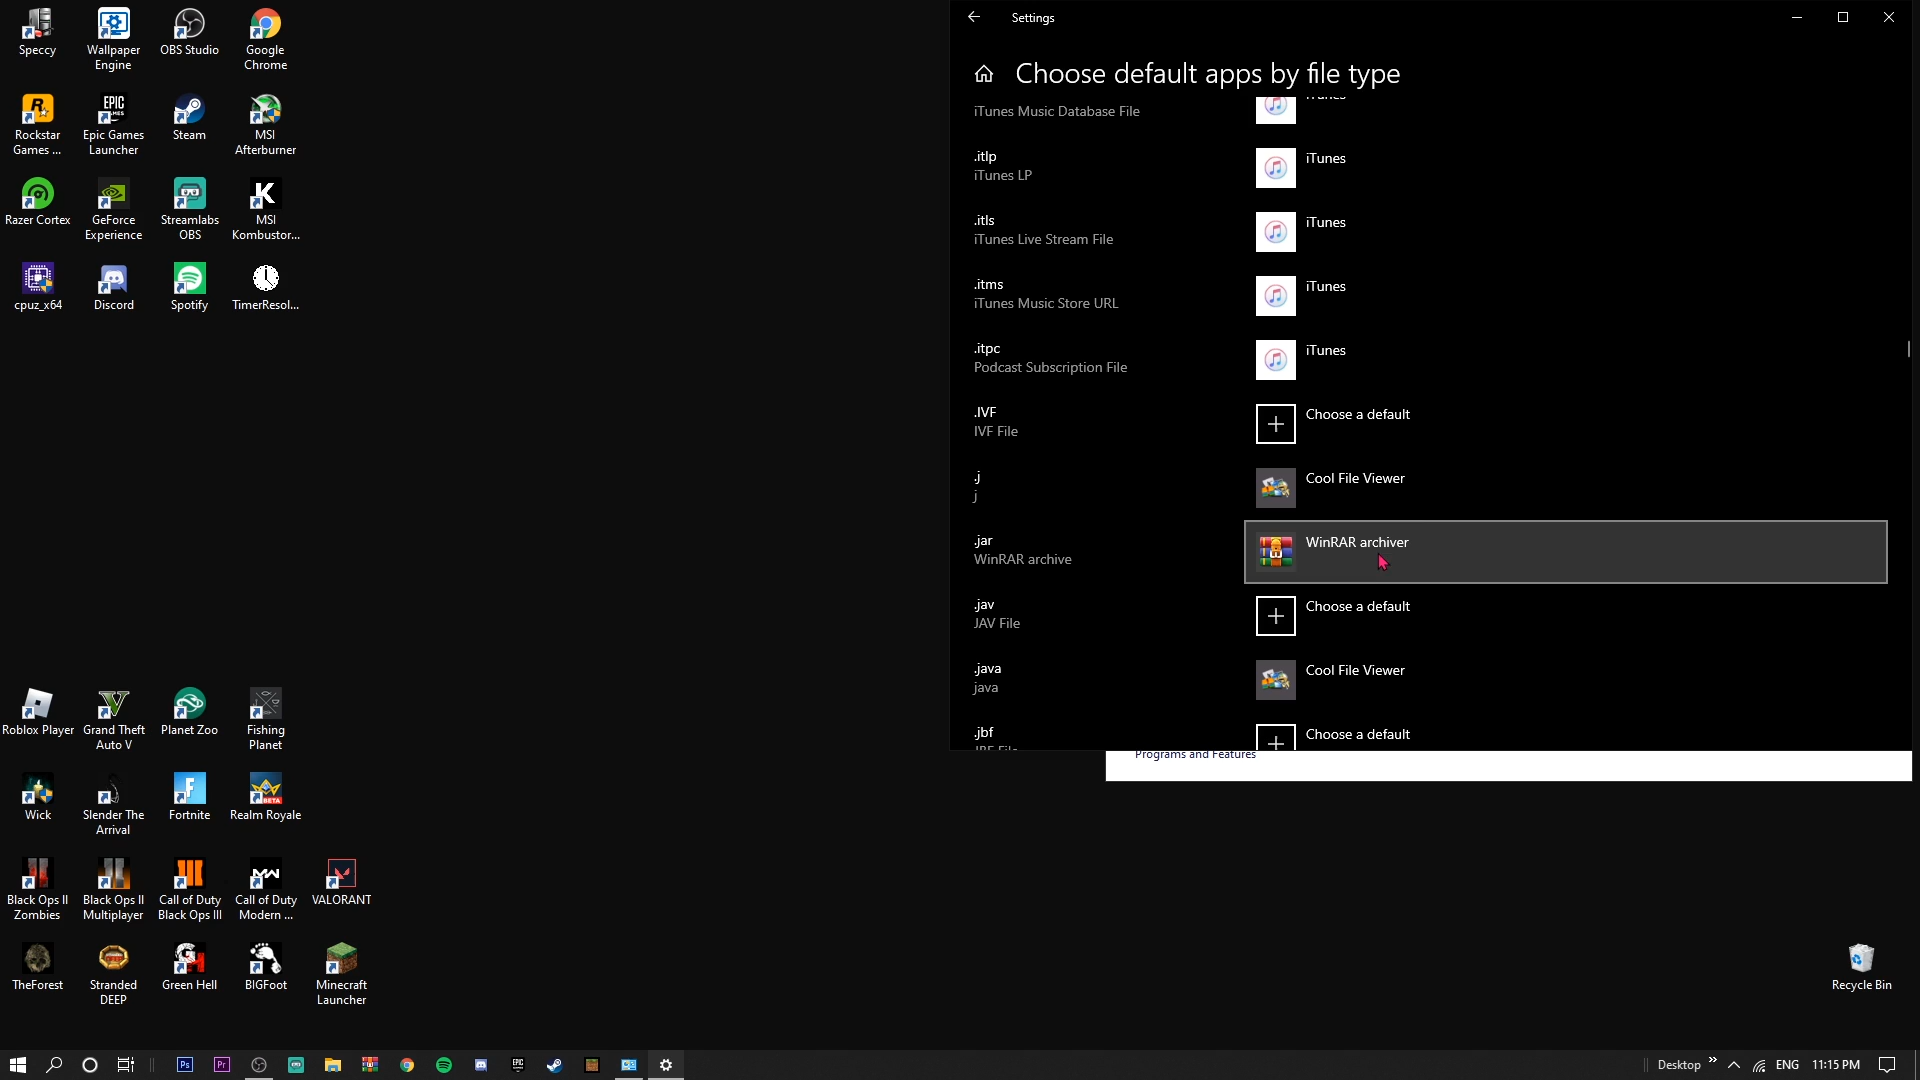 Speccy
Wallpaper
Engine
OBS Studio
Google
Chrome
Rockstar
Games ...
Epic Games
Launcher
Steam
MSI
Afterburner
Razer Cortex
GeForce
Experience
Streamlabs
OBS
MSI
Kombustor...
cpuz_x64
Discord
Spotify
TimerResol...
Roblox Player
Grand Theft
Auto V
Planet Zoo
Fishing
Planet
Wick
Slender The
Arrival
Fortnite
Realm Royale
Black Ops II
Zombies
Black Ops II
Multiplayer
Call of Duty
Black Ops III
Call of Duty
Modern ...
VALORANT
TheForest
Stranded
DEEP
Green Hell
BIGFoot
Minecraft
Launcher
Settings
Choose default apps by file type
iTunes Music Database File
iTunes
.itlp
iTunes LP
iTunes
.itls
iTunes Live Stream File
iTunes
.itms
iTunes Music Store URL
iTunes
.itpc
Podcast Subscription File
iTunes
.IVF
IVF File
Choose a default
.j
j
Cool File Viewer
.jar
WinRAR archive
WinRAR archiver
.jav
JAV File
Choose a default
.java
java
Cool File Viewer
.jbf
JBF File
Choose a default
Programs and Features
Recycle Bin
Desktop
ENG
11:15 PM